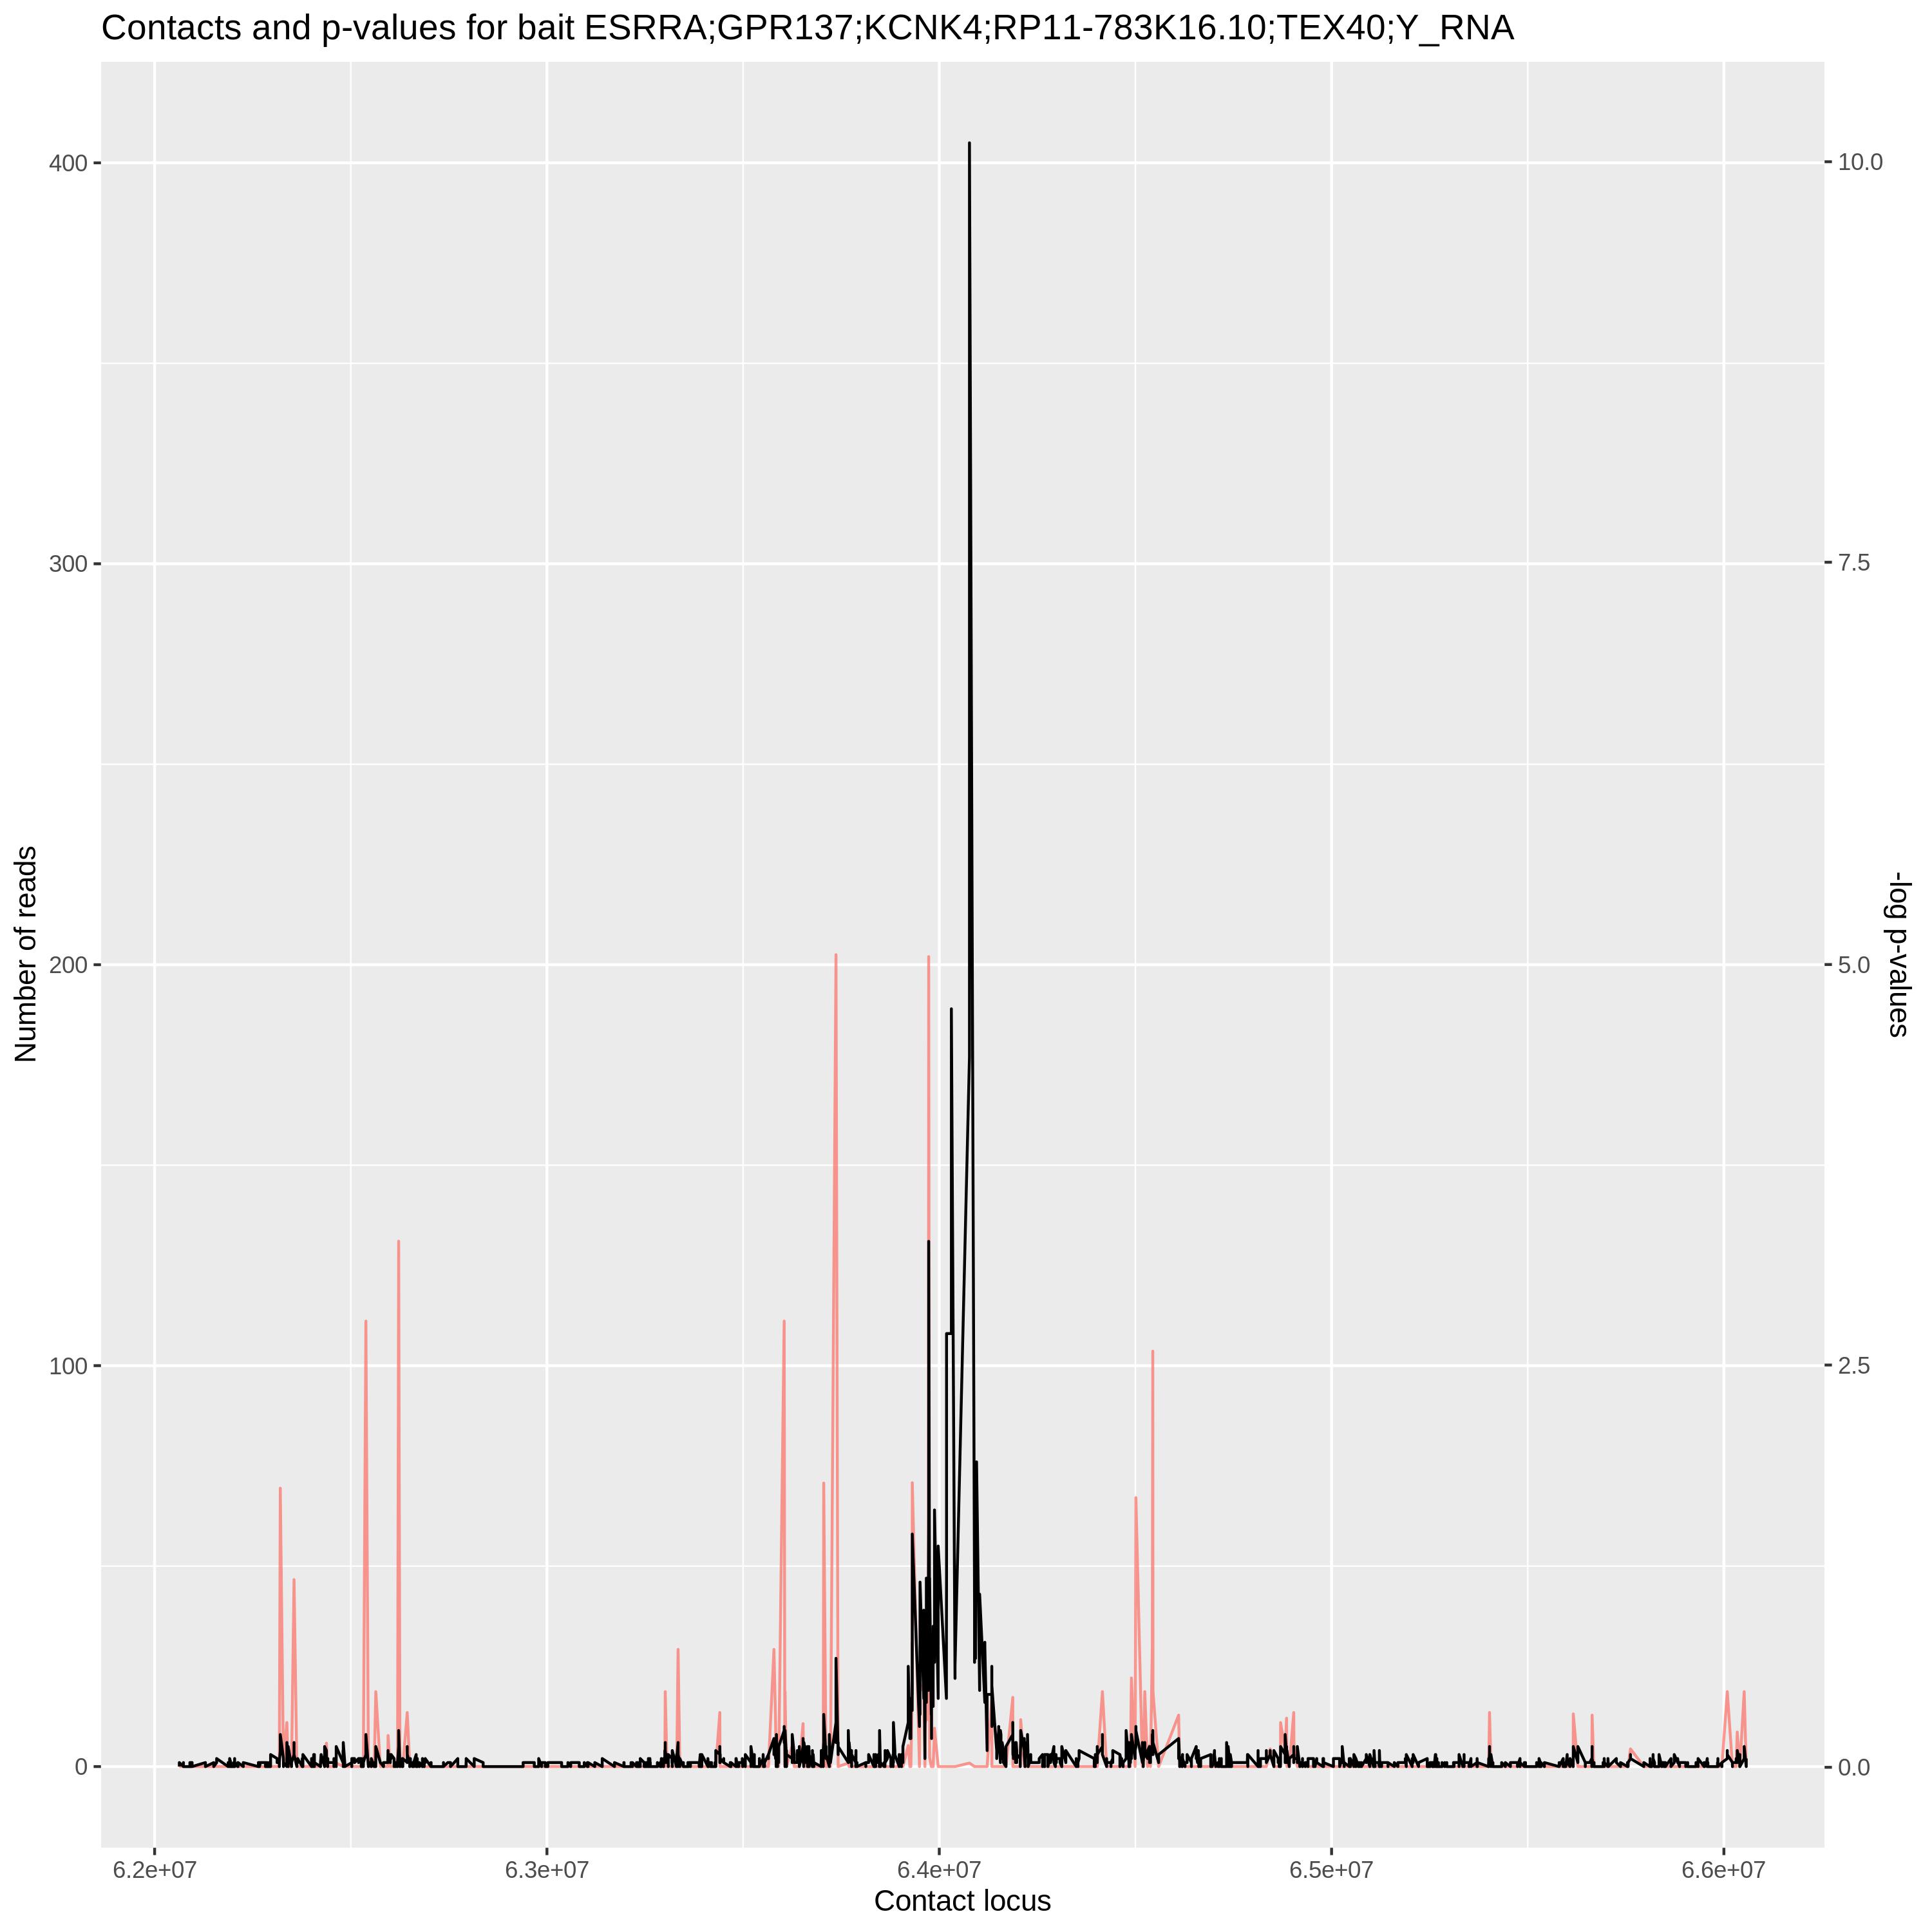 Contacts and p-values for bait ESRRA;GPR137;KCNK4;RP11-783K16.10;TEX40;Y_RNA
400
300
200
100
0
Number of reads
10.0
7.5
5.0
2.5
0.0
-log p-values
6.2e+07
6.3e+07
6.4e+07
6.5e+07
6.6e+07
Contact locus